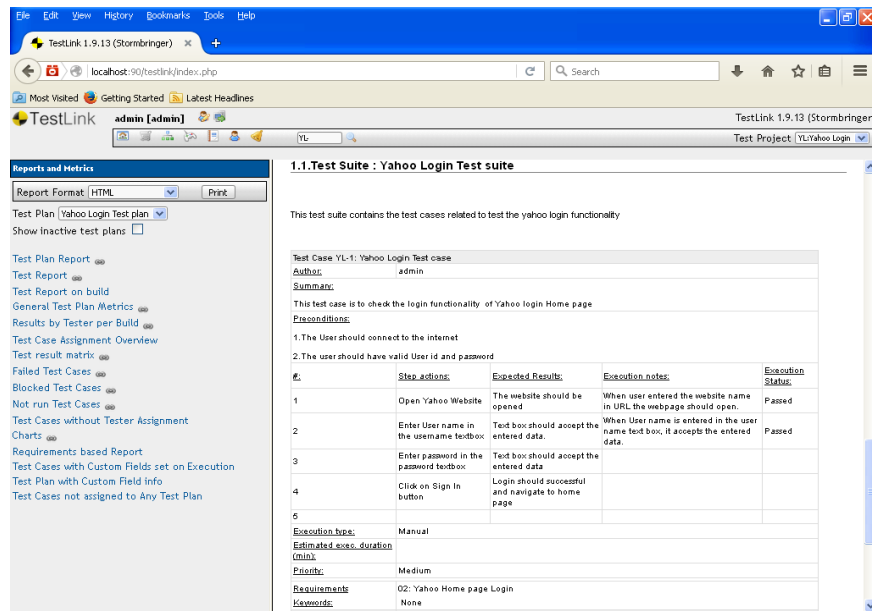 File Edit View History Bookmarks Tools Help
TestLink 1.9.13 (Stormbringer) × +
localhost:90/testlink/index.php
Search
Most Visited Getting Started Latest Headlines
TestLink admin [admin] TestLink 1.9.13 (Stormbringer
YL- Test Project YL:Yahoo Login
Reports and Metrics
Report Format HTML Print
Test Plan Yahoo Login Test plan
Show inactive test plans
Test Plan Report
Test Report
Test Report on build
General Test Plan Metrics
Results by Tester per Build
Test Case Assignment Overview
Test result matrix
Failed Test Cases
Blocked Test Cases
Not run Test Cases
Test Cases without Tester Assignment
Charts
Requirements based Report
Test Cases with Custom Fields set on Execution
Test Plan with Custom Field info
Test Cases not assigned to Any Test Plan
1.1.Test Suite : Yahoo Login Test suite
This test suite contains the test cases related to test the yahoo login functionality
Test Case YL-1: Yahoo Login Test case
Author: admin
Summary:
This test case is to check the login functionality of Yahoo login Home page
Preconditions:
1.The User should connect to the internet
2.The user should have valid User id and password
#: Step actions: Expected Results: Execution notes: Execution Status:
1 Open Yahoo Website The website should be opened When user entered the website name in URL the webpage should open. Passed
2 Enter User name in the username textbox Text box should accept the entered data. When User name is entered in the user name text box, it accepts the entered data. Passed
3 Enter password in the password textbox Text box should accept the entered data
4 Click on Sign In button Login should successful and navigate to home page
5
Execution type: Manual
Estimated exec. duration (min):
Priority: Medium
Requirements 02: Yahoo Home page Login
Keywords: None